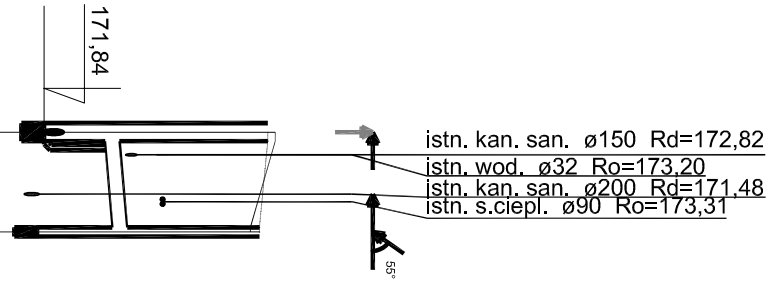 171,84
istn. kan. san. ø150 Rd=172,82
istn. wod. ø32 Ro=173,20
istn. kan. san. ø200 Rd=171,48
istn. s.ciepl. ø90 Ro=173,31
55°